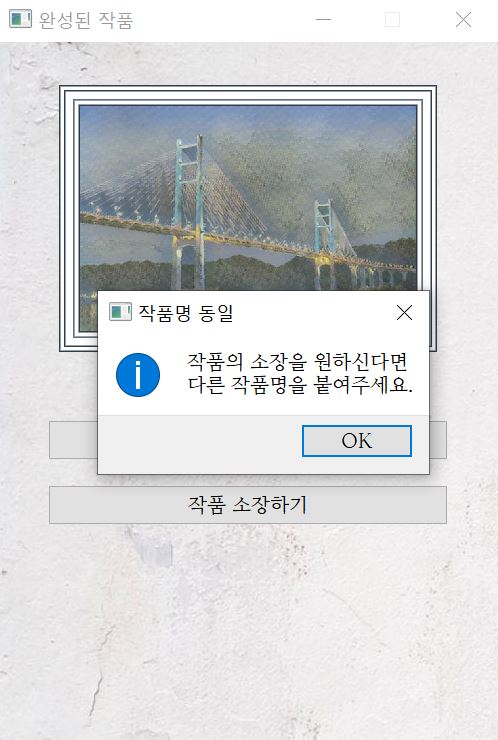 완성된 작품
작품명 동일
작품의 소장을 원하신다면
다른 작품명을 붙여주세요.
OK
작품 소장하기